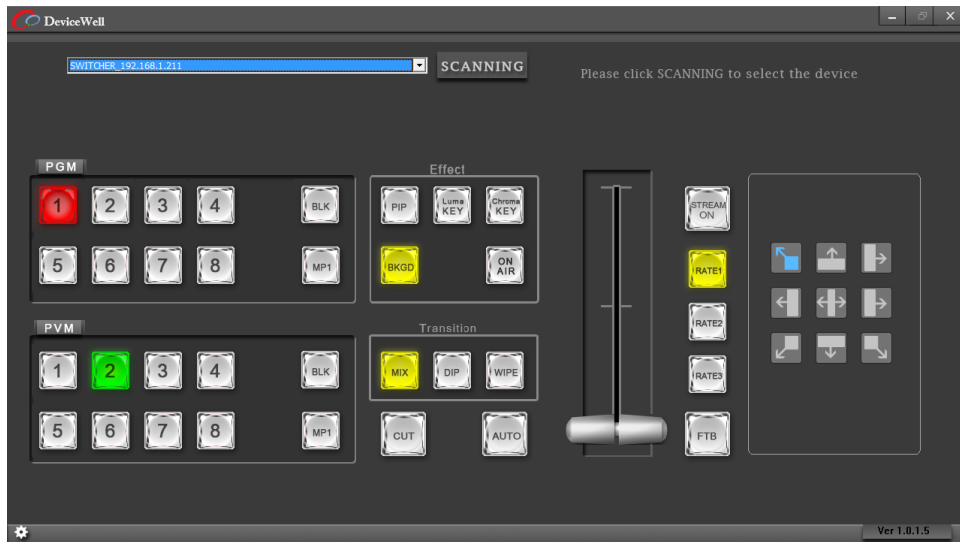 DeviceWell
SWITCHER_192.168.1.211
SCANNING
Please click SCANNING to select the device
PGM
1 2 3 4 BLK
5 6 7 8 MP1
Effect
PIP Luma KEY Chroma KEY
BKGD ON AIR
PVM
1 2 3 4 BLK
5 6 7 8 MP1
Transition
MIX DIP WIPE
CUT AUTO
STREAM ON
RATE1
RATE2
RATE3
FTB
Ver 1.0.1.5